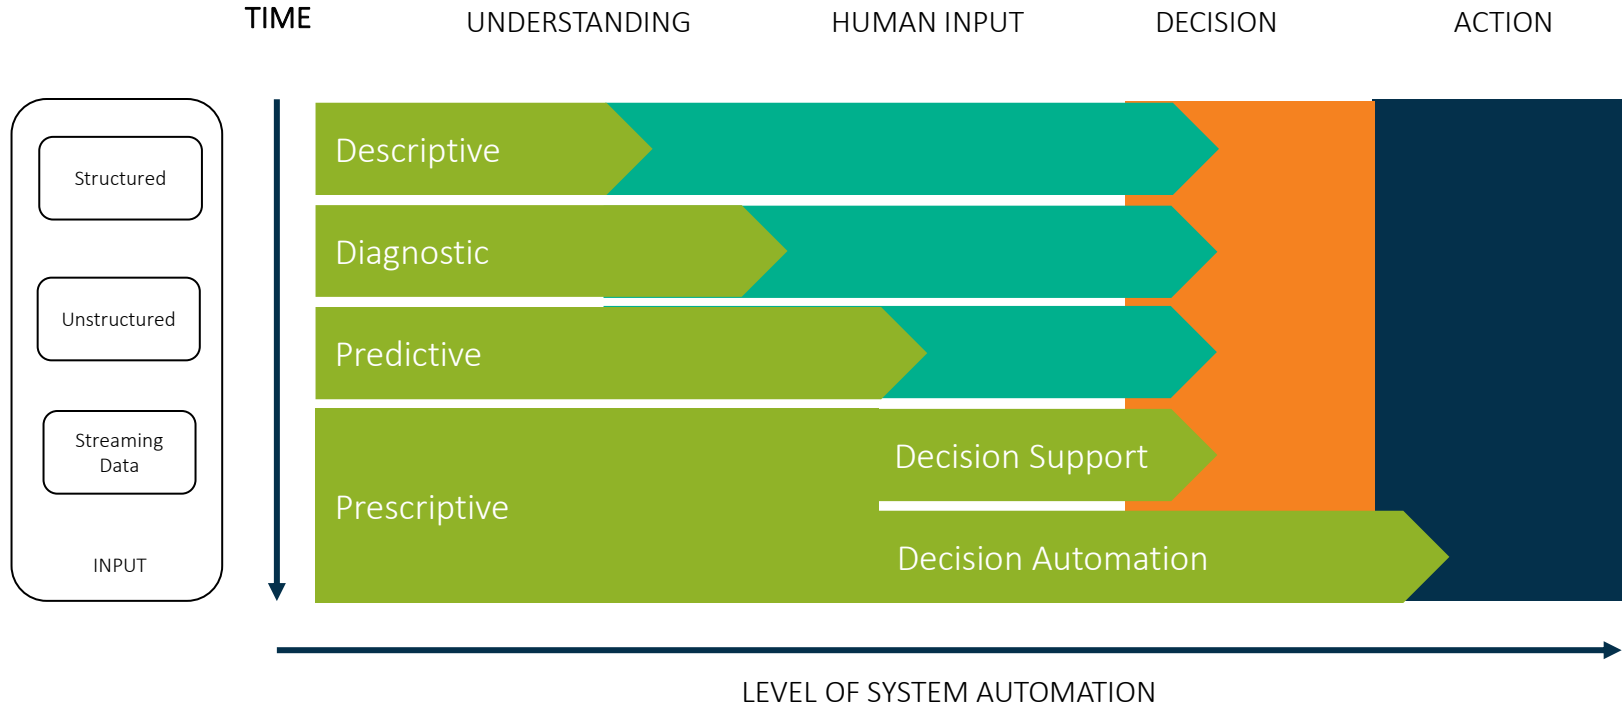 TIME
UNDERSTANDING
HUMAN INPUT
DECISION
ACTION
Structured
Unstructured
Streaming
Data
INPUT
Descriptive
Diagnostic
Predictive
Prescriptive
Decision Support
Decision Automation
LEVEL OF SYSTEM AUTOMATION